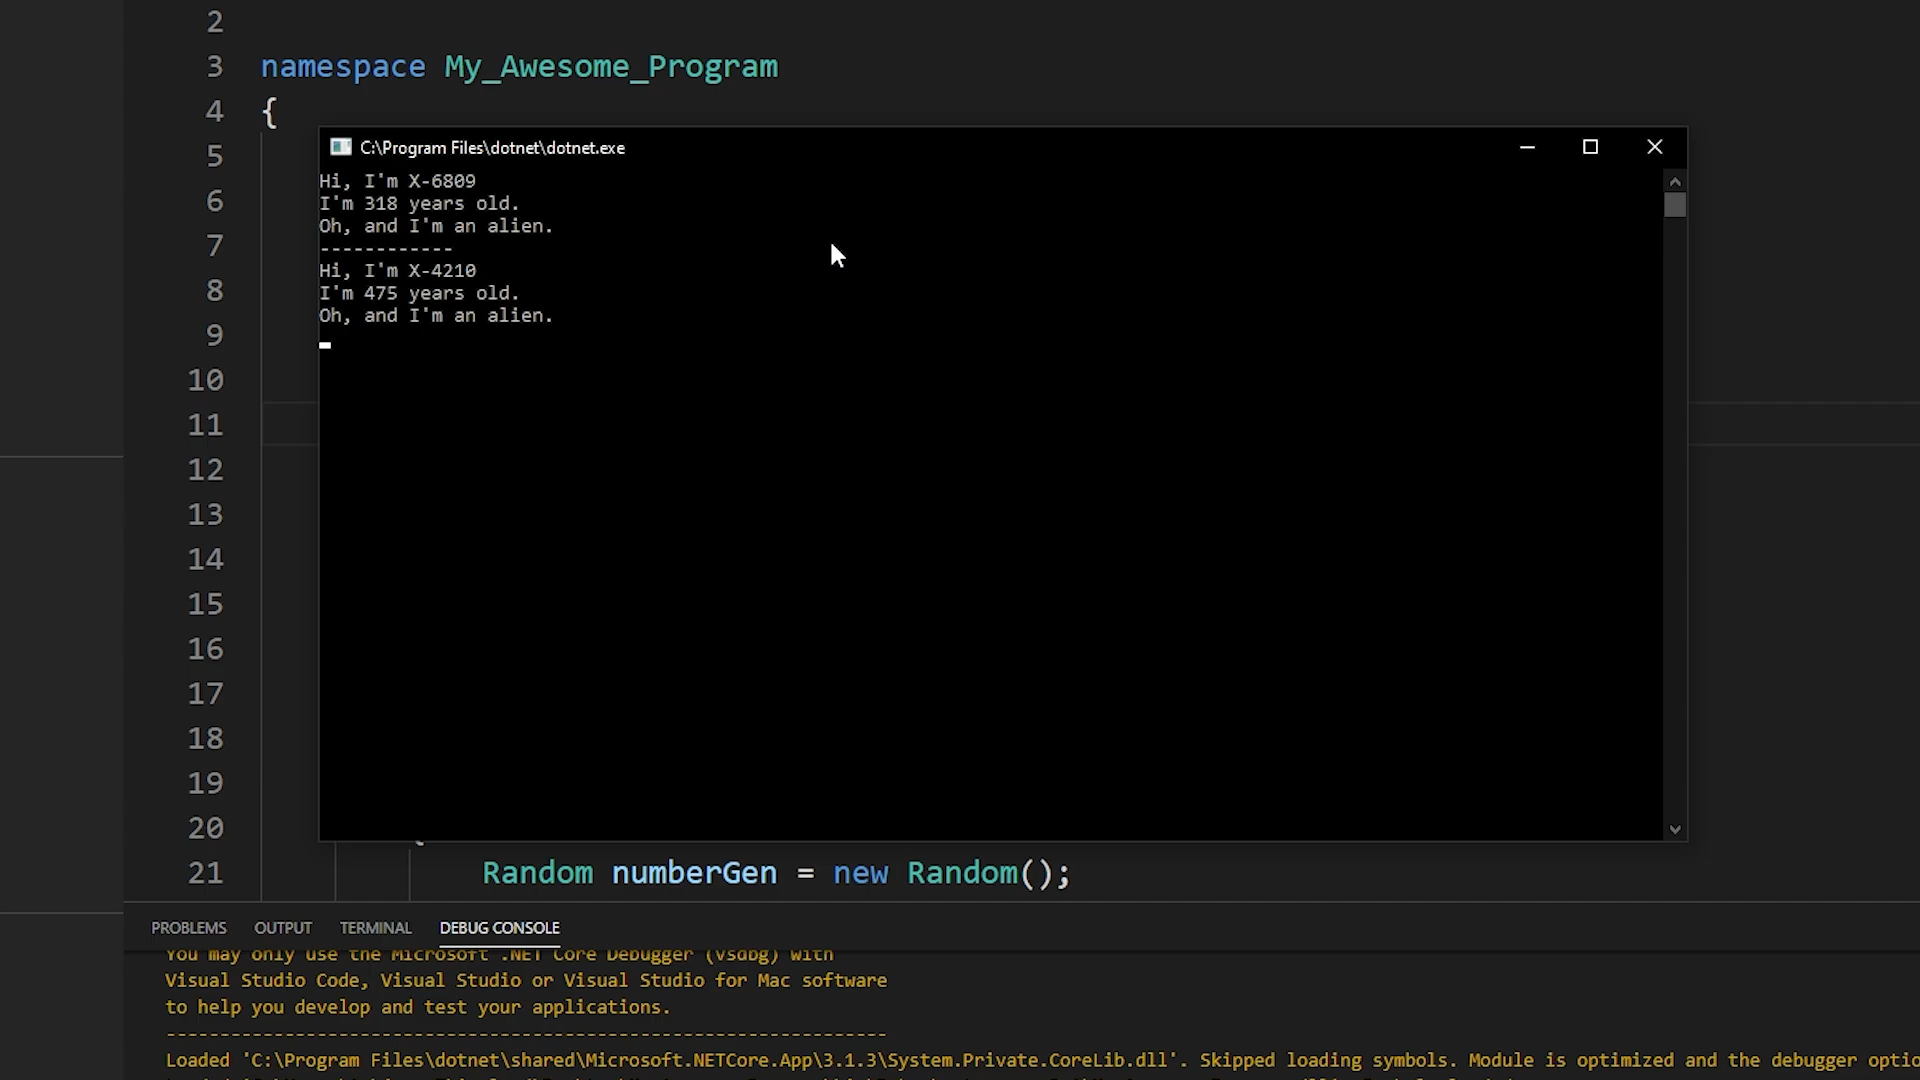 2
3 namespace My_Awesome_Program
4 {
C:\Program Files\dotnet\dotnet.exe
5
Hi, I'm X-6809
6 I'm 318 years old.
Oh, and I'm an alien.
7 ------------
8 Hi, I'm X-4210
I'm 475 years old.
Oh, and I'm an alien.
9
10
11
12
13
14
15
16
17
18
19
20
21 Random numberGen = new Random();
PROBLEMS OUTPUT TERMINAL DEBUG CONSOLE
You may only use the Microsoft .NET Core Debugger (vsdbg) with
Visual Studio Code, Visual Studio or Visual Studio for Mac software
to help you develop and test your applications.
-------------------------------------------------------------------
Loaded 'C:\Program Files\dotnet\shared\Microsoft.NETCore.App\3.1.3\System.Private.CoreLib.dll'. Skipped loading symbols. Module is optimized and the debugger optio